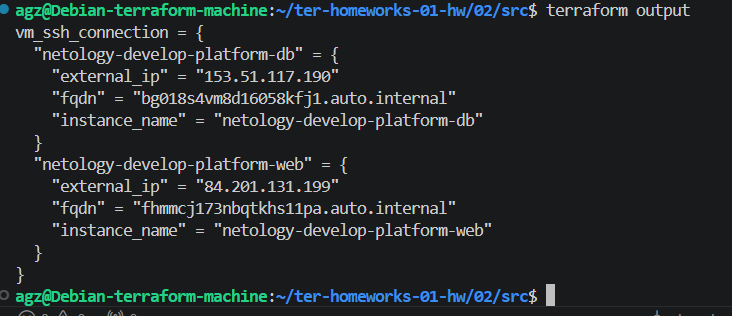 agz@Debian-terraform-machine:~/ter-homeworks-01-hw/02/src$ terraform output
vm_ssh_connection = {
  "netology-develop-platform-db" = {
    "external_ip" = "153.51.117.190"
    "fqdn" = "bg018s4vm8d16058kfj1.auto.internal"
    "instance_name" = "netology-develop-platform-db"
  }
  "netology-develop-platform-web" = {
    "external_ip" = "84.201.131.199"
    "fqdn" = "fhmmcj173nbqtkhs11pa.auto.internal"
    "instance_name" = "netology-develop-platform-web"
  }
}
agz@Debian-terraform-machine:~/ter-homeworks-01-hw/02/src$